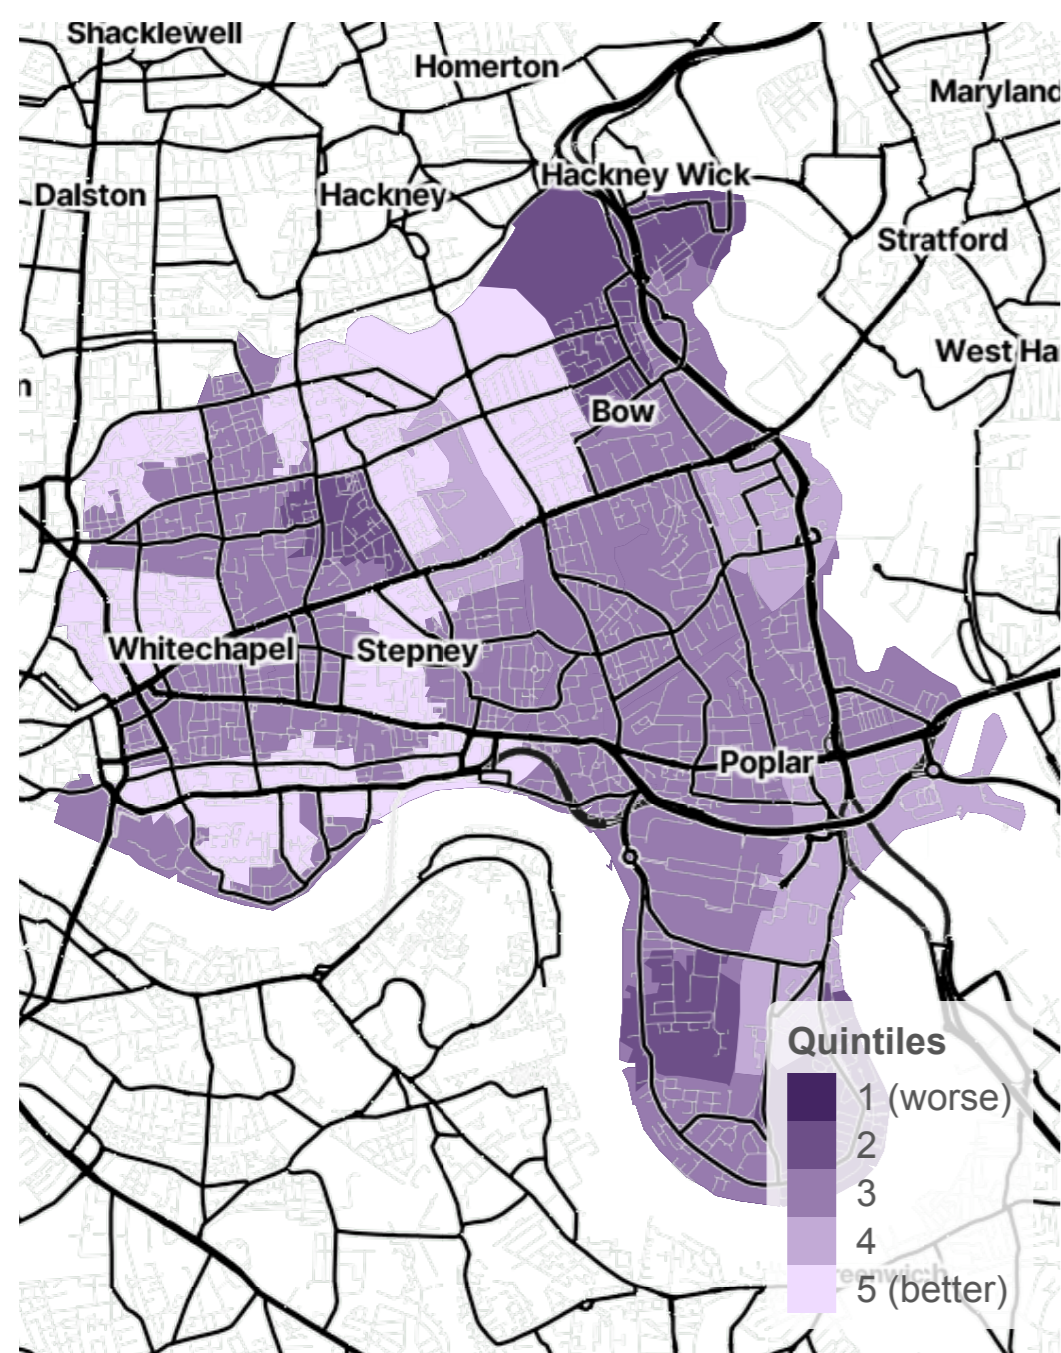 Shacklewell
Homerton
Maryland
Dalston
Hackney
Hackney Wick
Stratford
West Ha
n
Bow
Whitechapel
Stepney
Poplar
Quintiles
1 (worse)
2
3
4
reenwich
5 (better)